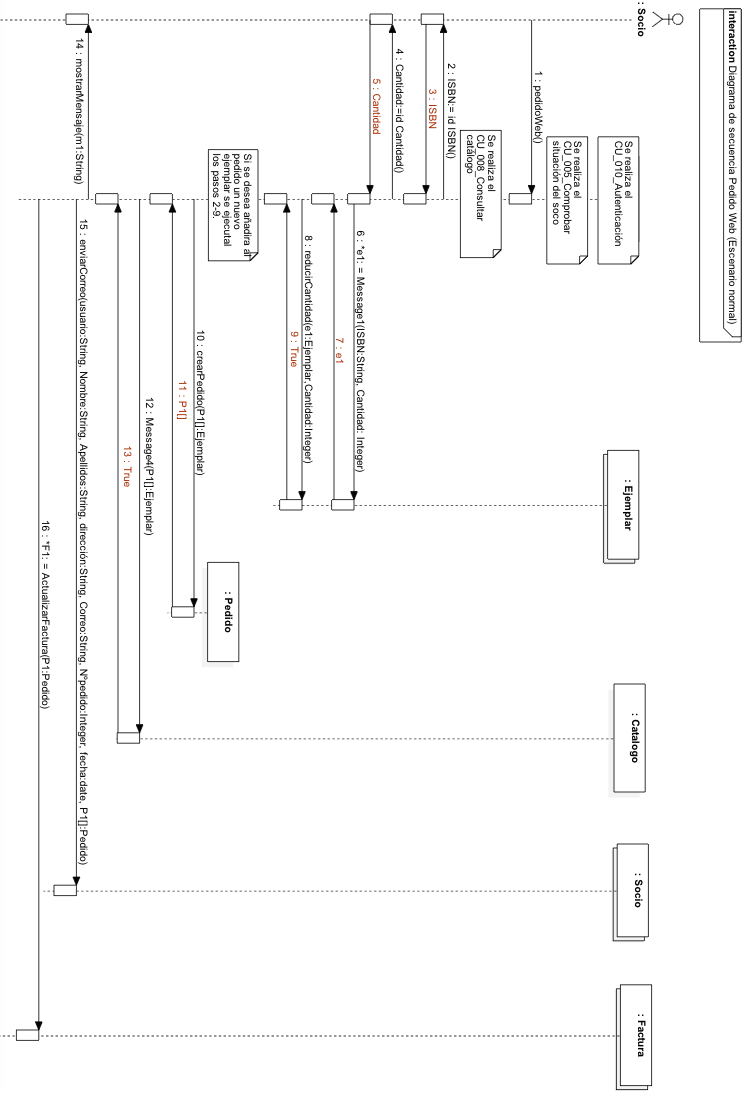 interaction Diagrama de secuencia Pedido Web (Escenario normal)
: Socio
: Ejemplar
: Pedido
: Catalogo
: Socio
: Factura
Se realiza el
CU_010_Autenticación
Se realiza el
CU_005_Comprobar
situación del soco
1 : pedidoWeb()
Se realiza el
CU_008_Consultar
catálogo
2 : ISBN:= id ISBN()
3 : ISBN
4 : Cantidad:=id Cantidad()
5 : Cantidad
6 : *e1: = Message1(ISBN:String, Cantidad: Integer)
7 : e1
8 : reducirCantidad(e1:Ejemplar,Cantidad:Integer)
9 : True
Si se desea añadira al
pedido un nuevo
ejemplar se ejecutal
los pasos 2-9.
10 : crearPedido(P1[]:Ejemplar)
11 : P1[]
12 : Message4(P1[]:Ejemplar)
13 : True
14 : mostrarMensaje(m1:String)
15 : enviarCorreo(usuario:String, Nombre:String, Apellidos:String, dirección:String, Correo:String, Nºpedido:Integer, fecha:date, P1[]:Pedido)
16 : *F1: = ActualizarFactura(P1:Pedido)